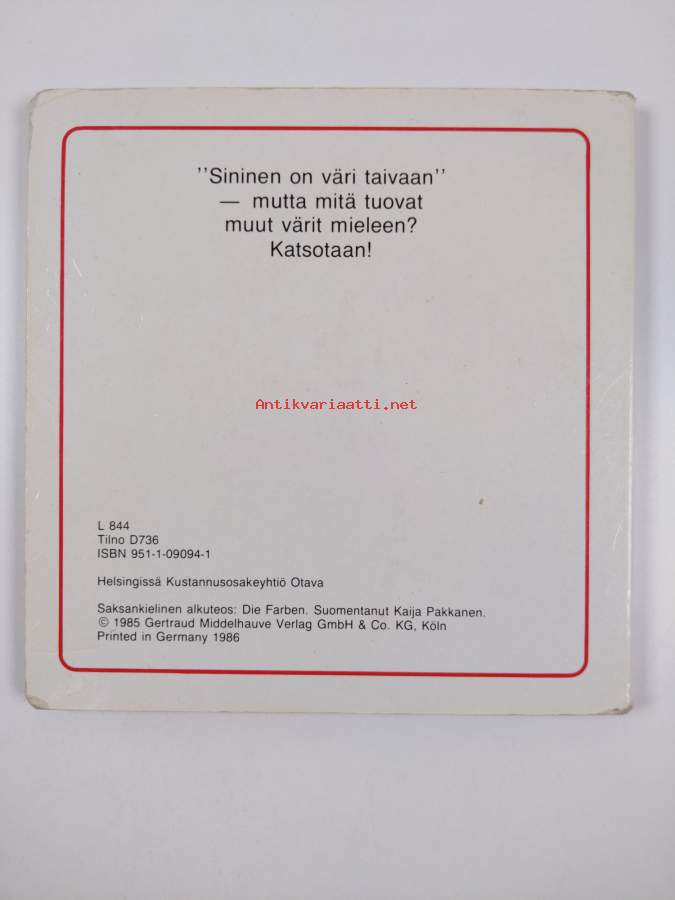 "Sininen on väri taivaan"
— mutta mitä tuovat
muut värit mieleen?
Katsotaan!
Antikvariaatti.net
L 844
Tilno D736
ISBN 951-1-09094-1
Helsingissä Kustannusosakeyhtiö Otava
Saksankielinen alkuteos: Die Farben. Suomentanut Kaija Pakkanen.
© 1985 Gertraud Middelhauve Verlag GmbH & Co. KG, Köln
Printed in Germany 1986